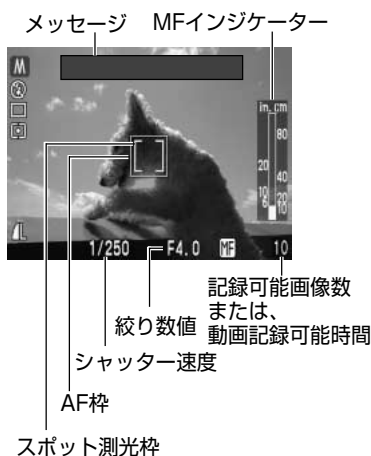 メッセージ MFインジケーター
M
in. cm
80
20 40
10 20
6 10
L
1/250 F4.0 MF 10
記録可能画像数
または、
動画記録可能時間
絞り数値
シャッター速度
AF枠
スポット測光枠